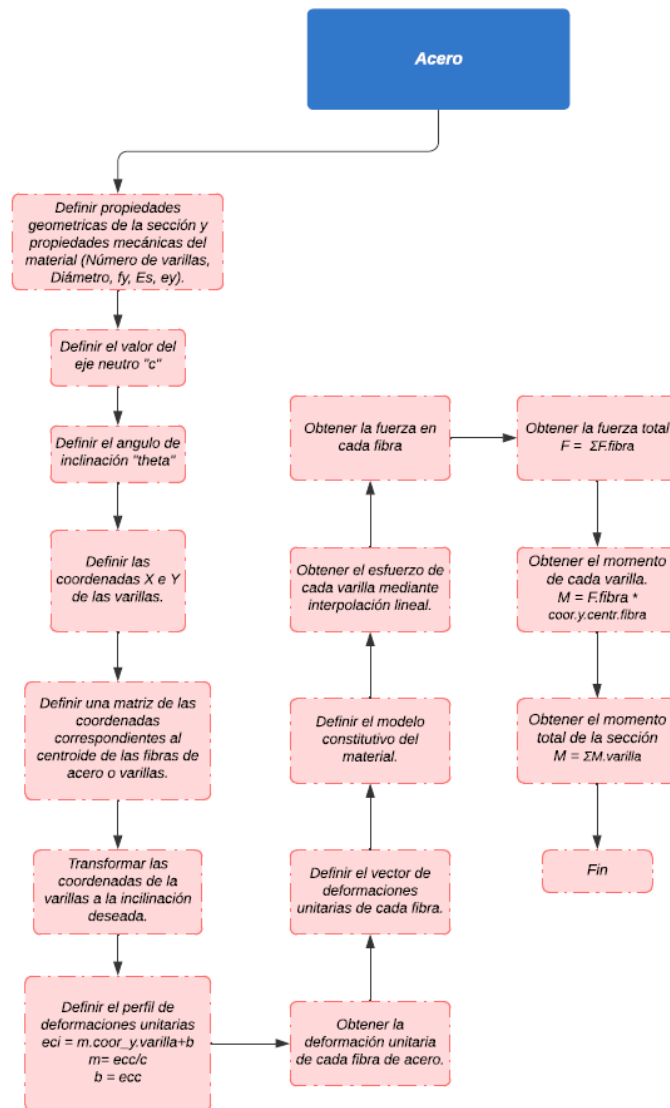 Acero
Definir propiedades
geometricas de la sección y
propiedades mecánicas del
material (Número de varillas,
Diámetro, fy, Es, ey).
Definir el valor del
eje neutro "c"
Definir el angulo de
inclinación "theta"
Definir las
coordenadas X e Y
de las varillas.
Definir una matriz de las
coordenadas
correspondientes al
centroide de las fibras de
acero o varillas.
Transformar las
coordenadas de la
varillas a la incilinación
deseada.
Definir el perfil de
deformaciones unitarias
eci = m.coor_y.varilla+b
m= ecc/c
b = ecc
Obtener la
deformación unitaria
de cada fibra de acero.
Definir el vector de
deformaciones
unitarias de cada fibra.
Definir el modelo
constitutivo del
material.
Obtener el esfuerzo de
cada varilla mediante
interpolación lineal.
Obtener la fuerza en
cada fibra
Obtener la fuerza total
F = ΣF.fibra
Obtener el momento
de cada varilla.
M = F.fibra *
coor.y.centr.fibra
Obtener el momento
total de la sección
M = ΣM.varilla
Fin